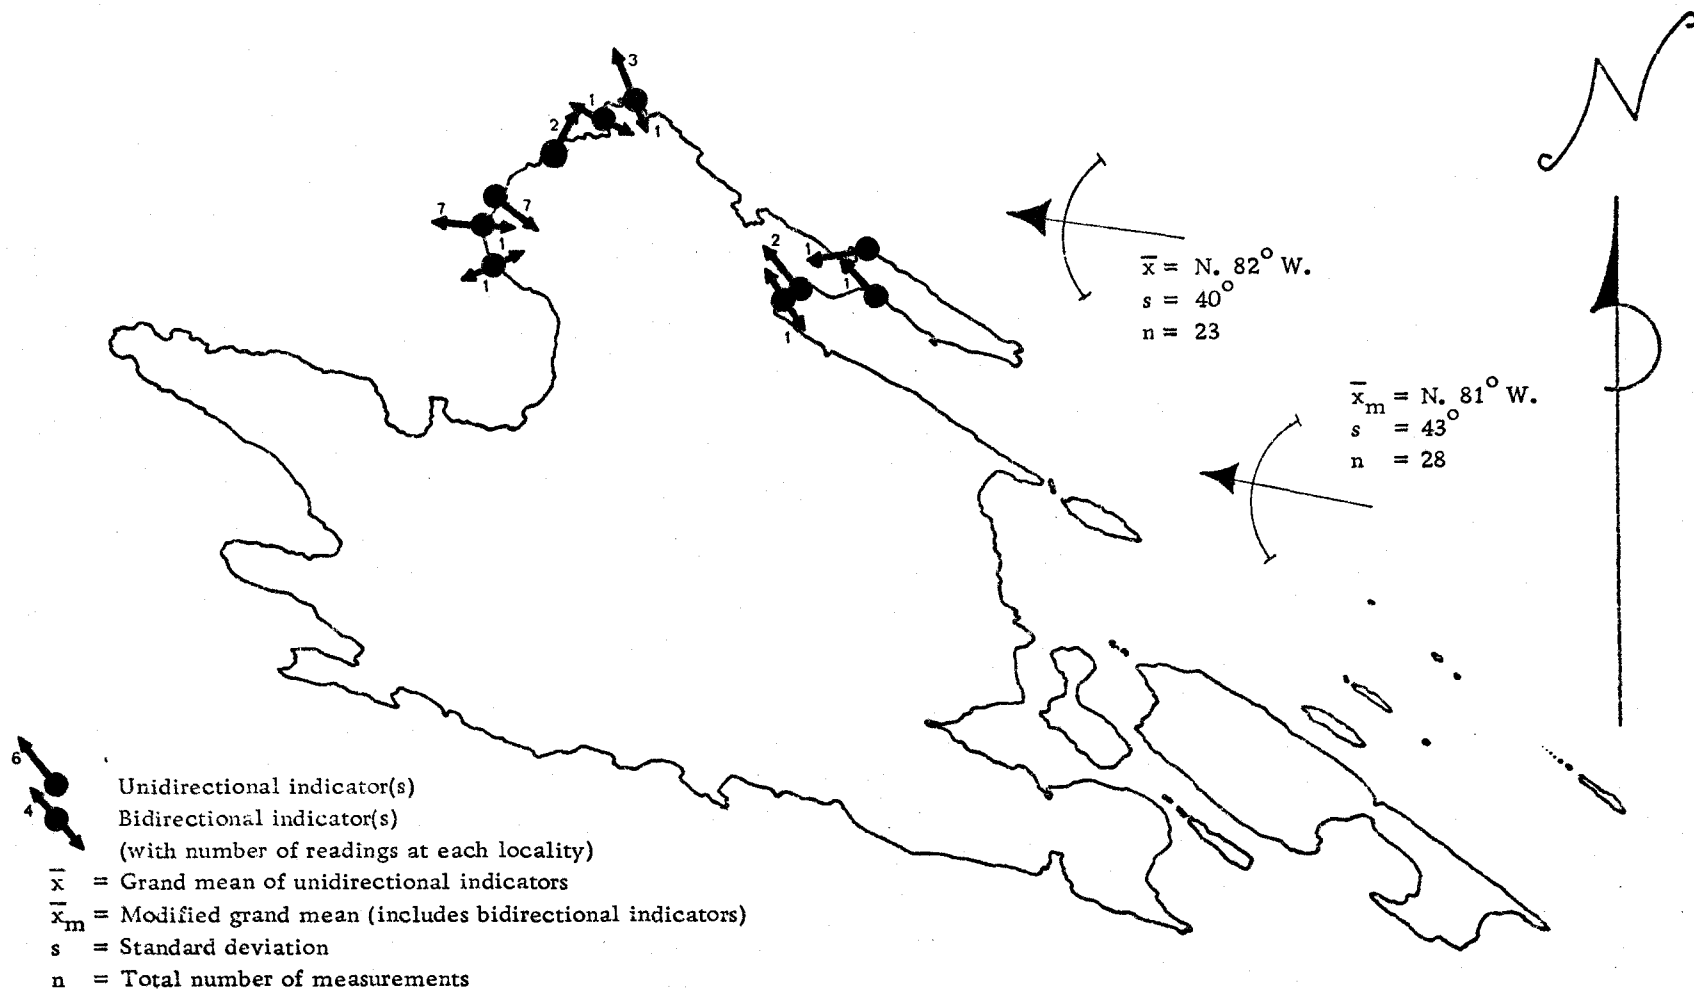 N
3
1
2
1
7
7
1
1
2
1
1
1
x̄ = N. 82° W.
s = 40°
n = 23
x̄m = N. 81° W.
s = 43°
n = 28
6
Unidirectional indicator(s)
4
Bidirectional indicator(s)
(with number of readings at each locality)
x̄ = Grand mean of unidirectional indicators
x̄m = Modified grand mean (includes bidirectional indicators)
s = Standard deviation
n = Total number of measurements